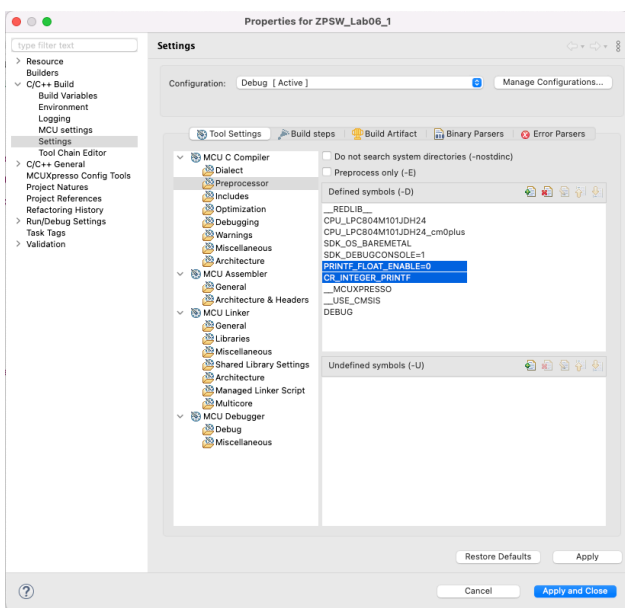 Properties for ZPSW_Lab06_1
type filter text
Resource
Builders
C/C++ Build
Build Variables
Environment
Logging
MCU settings
Settings
Tool Chain Editor
C/C++ General
MCUXpresso Config Tools
Project Natures
Project References
Refactoring History
Run/Debug Settings
Task Tags
Validation
Settings
Configuration: Debug [ Active ] Manage Configurations...
Tool Settings Build steps Build Artifact Binary Parsers Error Parsers
MCU C Compiler
Dialect
Preprocessor
Includes
Optimization
Debugging
Warnings
Miscellaneous
Architecture
MCU Assembler
General
Architecture & Headers
MCU Linker
General
Libraries
Miscellaneous
Shared Library Settings
Architecture
Managed Linker Script
Multicore
MCU Debugger
Debug
Miscellaneous
Do not search system directories (-nostdinc)
Preprocess only (-E)
Defined symbols (-D)
__REDLIB__
CPU_LPC804M101JDH24
CPU_LPC804M101JDH24_cm0plus
SDK_OS_BAREMETAL
SDK_DEBUGCONSOLE=1
PRINTF_FLOAT_ENABLE=0
CR_INTEGER_PRINTF
__MCUXPRESSO
__USE_CMSIS
DEBUG
Undefined symbols (-U)
Restore Defaults Apply
? Cancel Apply and Close